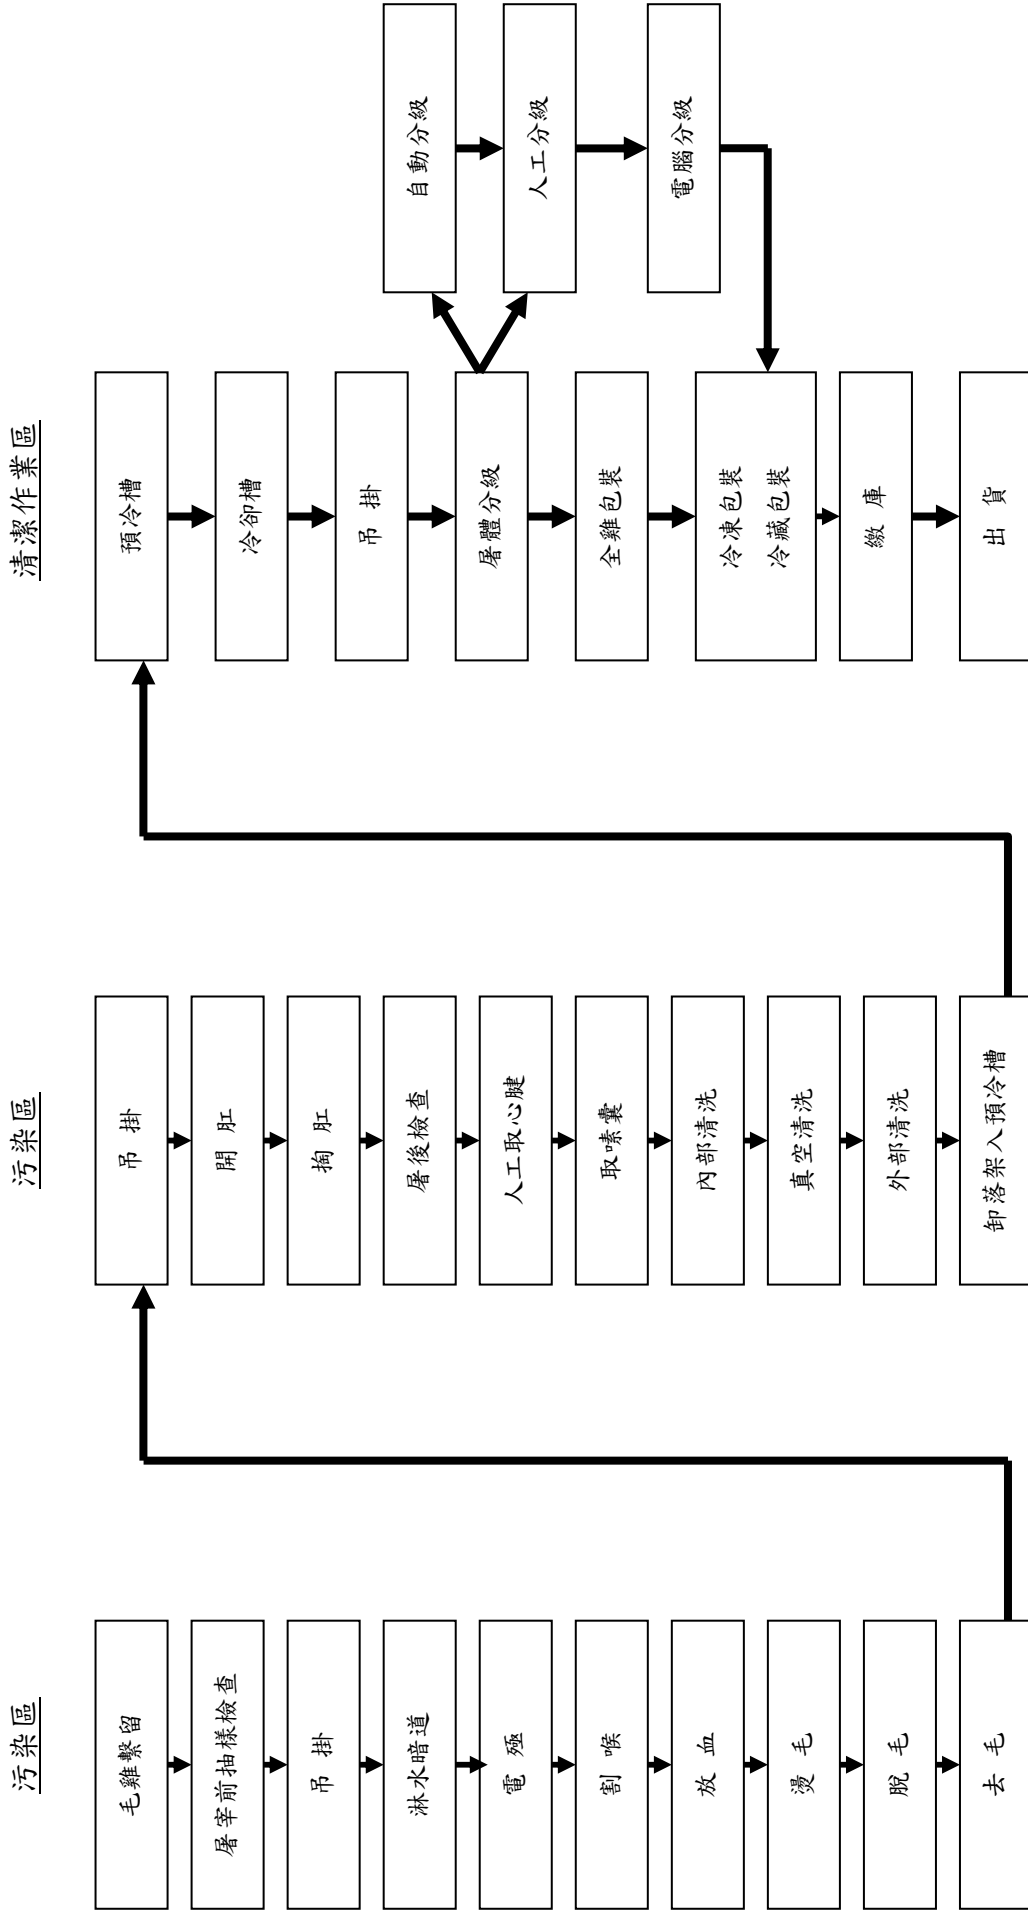 污染區
毛雞繫留
屠宰前抽樣檢查
吊 掛
淋水暗道
電 殛
割 喉
放 血
燙 毛
脫 毛
去 毛
污染區
吊 掛
開 肛
掏 肛
屠後檢查
人工取心腱
取嗉囊
內部清洗
真空清洗
外部清洗
卸落架入預冷槽
清潔作業區
預冷槽
冷卻槽
吊 掛
屠體分級
全雞包裝
冷凍包裝
冷藏包裝
繳 庫
出 貨
自動分級
人工分級
電腦分級